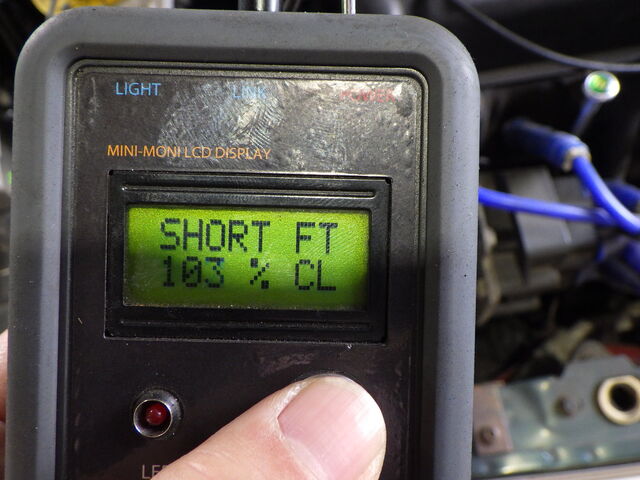 LIGHT LINK
MINI-MONI LCD DISPLAY
SHORT FT
103 % CL